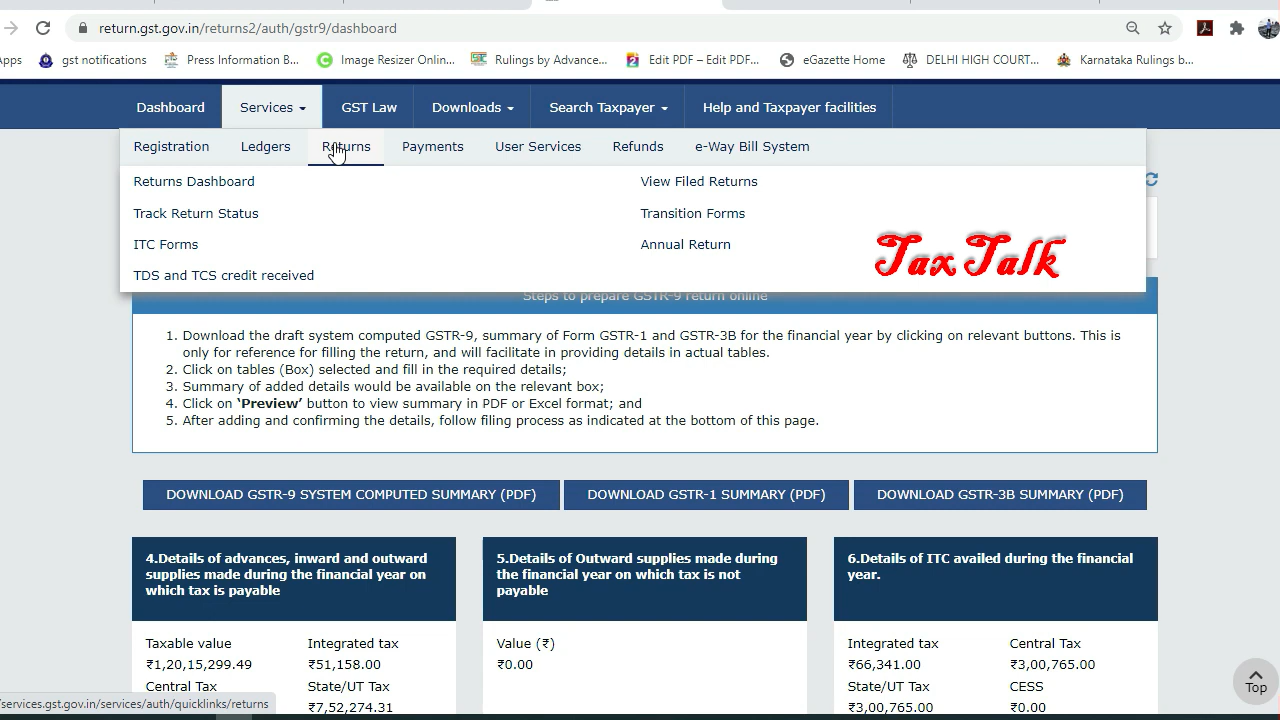 return.gst.gov.in/returns2/auth/gstr9/dashboard
Apps gst notifications Press Information B... Image Resizer Onlin... Rulings by Advance... Edit PDF – Edit PDF... eGazette Home DELHI HIGH COURT... Karnataka Rulings b...
Dashboard Services GST Law Downloads Search Taxpayer Help and Taxpayer facilities
Registration Ledgers Returns Payments User Services Refunds e-Way Bill System
Returns Dashboard View Filed Returns
Track Return Status Transition Forms
ITC Forms Annual Return
TDS and TCS credit received
Tax Talk
Steps to prepare GSTR-9 return online
1. Download the draft system computed GSTR-9, summary of Form GSTR-1 and GSTR-3B for the financial year by clicking on relevant buttons. This is
only for reference for filling the return, and will facilitate in providing details in actual tables.
2. Click on tables (Box) selected and fill in the required details;
3. Summary of added details would be available on the relevant box;
4. Click on ‘Preview’ button to view summary in PDF or Excel format; and
5. After adding and confirming the details, follow filing process as indicated at the bottom of this page.
DOWNLOAD GSTR-9 SYSTEM COMPUTED SUMMARY (PDF) DOWNLOAD GSTR-1 SUMMARY (PDF) DOWNLOAD GSTR-3B SUMMARY (PDF)
4.Details of advances, inward and outward
supplies made during the financial year on
which tax is payable
Taxable value Integrated tax
₹1,20,15,299.49 ₹51,158.00
Central Tax State/UT Tax
₹7,52,274.31
5.Details of Outward supplies made during
the financial year on which tax is not
payable
Value (₹)
₹0.00
6.Details of ITC availed during the financial
year.
Integrated tax Central Tax
₹66,341.00 ₹3,00,765.00
State/UT Tax CESS
₹3,00,765.00 ₹0.00
Top
/services.gst.gov.in/services/auth/quicklinks/returns